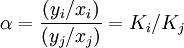 α = (y_i/x_i) / (y_j/x_j) = K_i/K_j